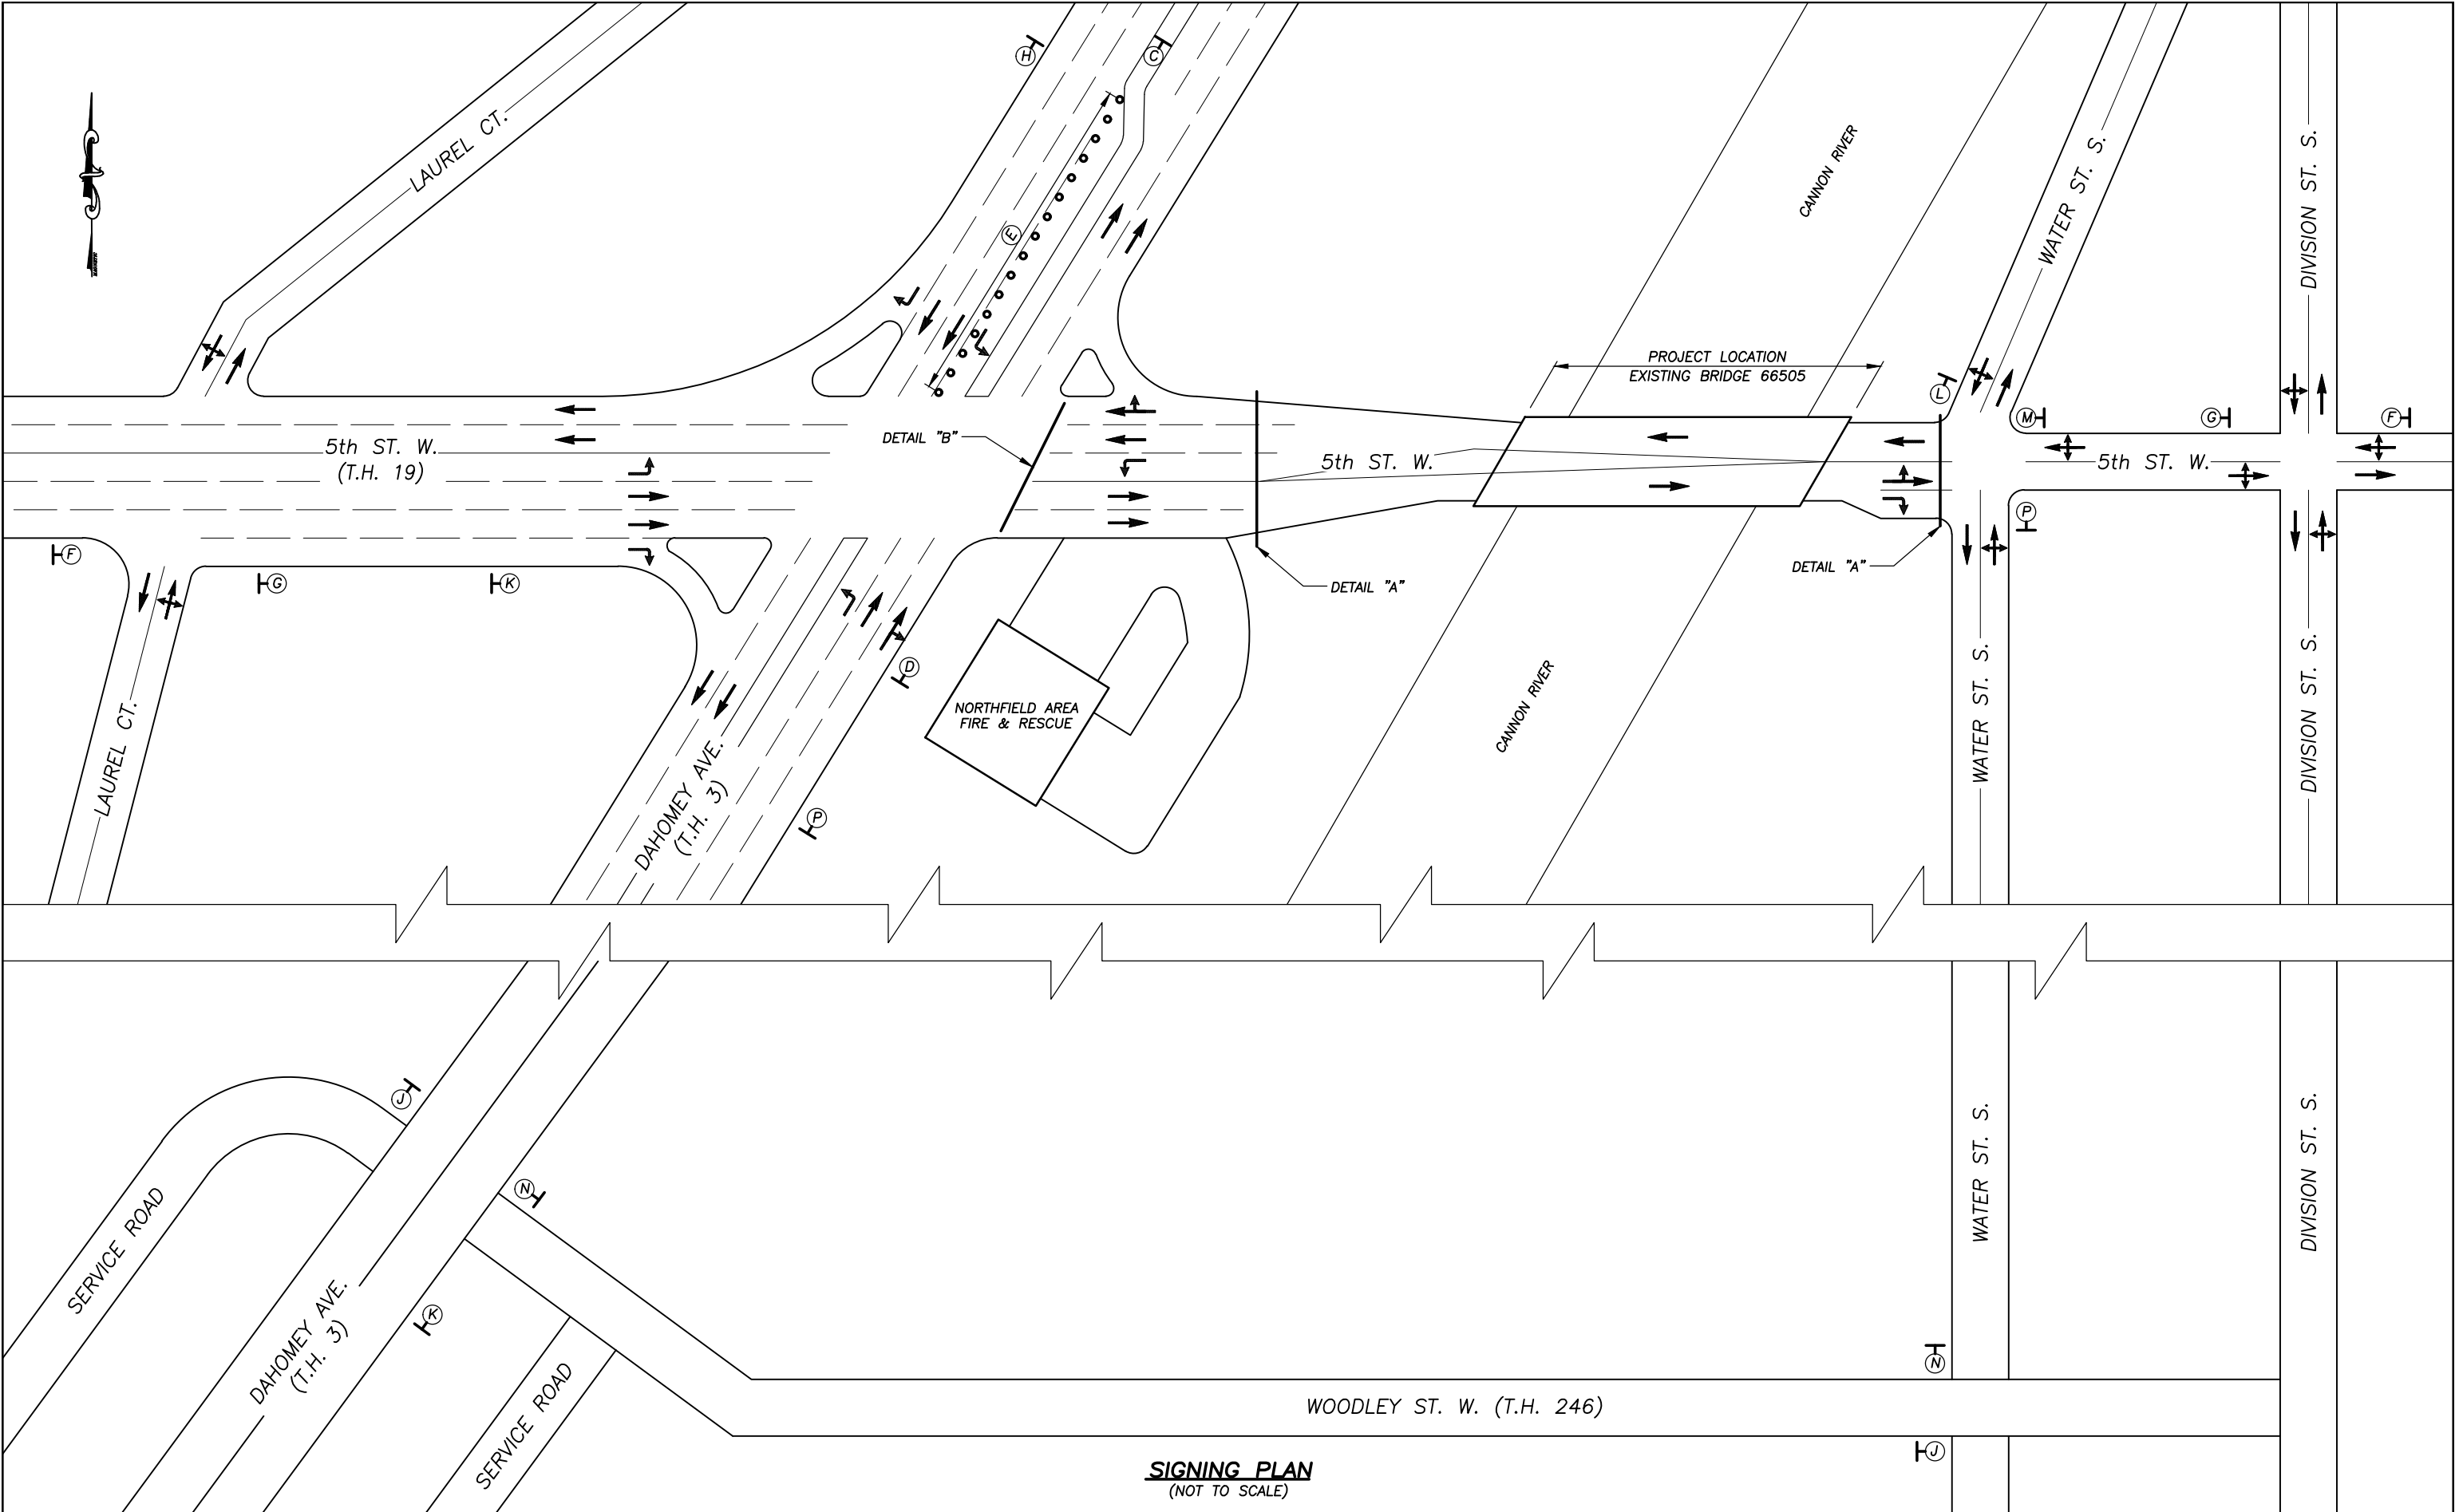 H
C
LAUREL CT.
CANNON RIVER
WATER ST. S.
DIVISION ST. S.
E
PROJECT LOCATION
EXISTING BRIDGE 66505
L
M
G
F
DETAIL "B"
5th ST. W.
(T.H. 19)
5th ST. W.
5th ST. W.
F
G
K
P
DETAIL "A"
DETAIL "A"
D
NORTHFIELD AREA
FIRE & RESCUE
CANNON RIVER
WATER ST. S.
DIVISION ST. S.
LAUREL CT.
DAHOMEY AVE.
(T.H. 3)
P
J
N
SERVICE ROAD
WATER ST. S.
DIVISION ST. S.
K
DAHOMEY AVE.
(T.H. 3)
SERVICE ROAD
N
WOODLEY ST. W. (T.H. 246)
J
SIGNING PLAN
(NOT TO SCALE)